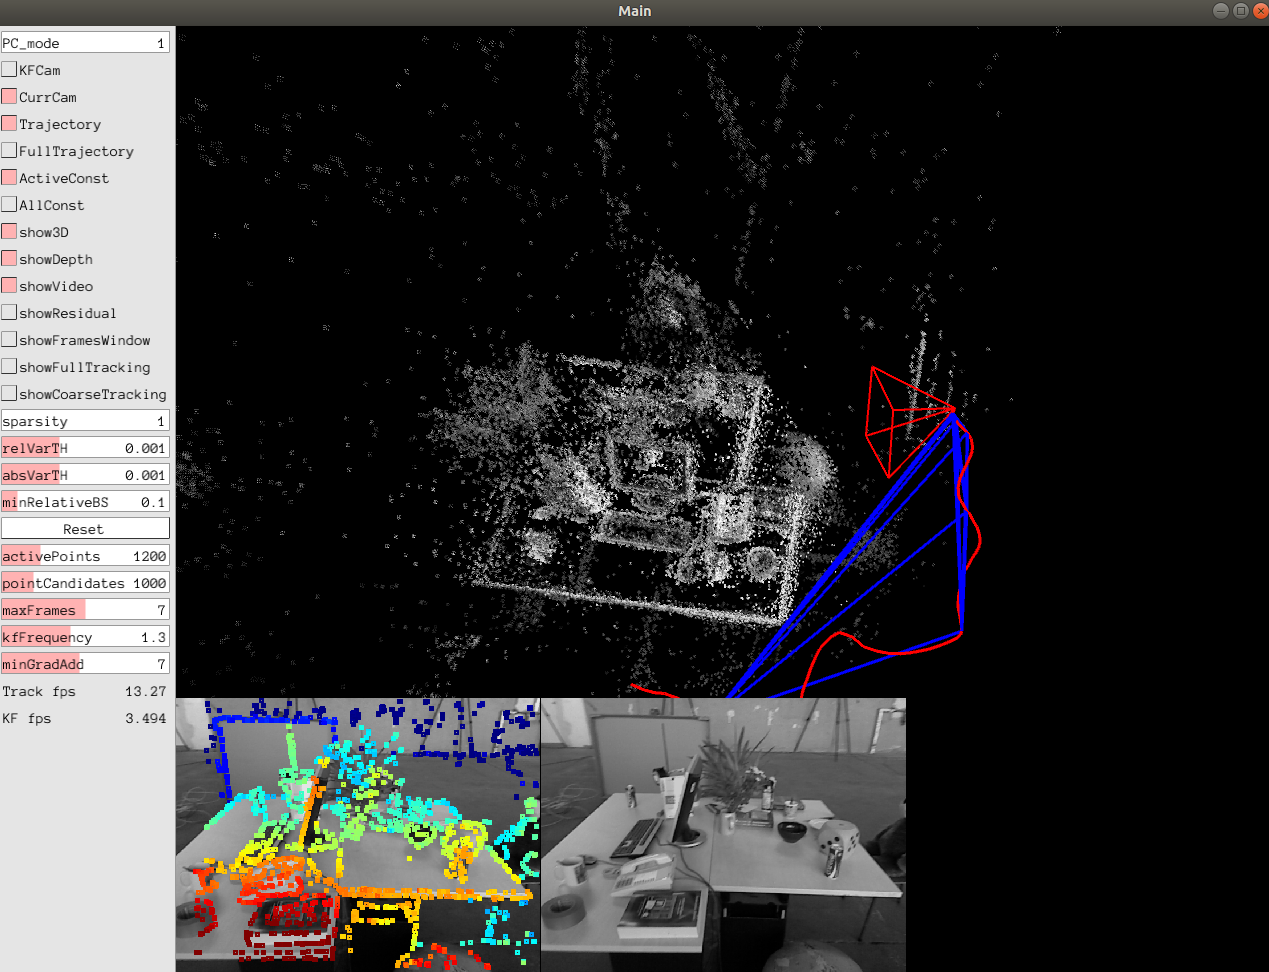 Main
PC_mode 1
KFCam
CurrCam
Trajectory
FullTrajectory
ActiveConst
AllConst
show3D
showDepth
showVideo
showResidual
showFramesWindow
showFullTracking
showCoarseTracking
sparsity 1
relVarTH 0.001
absVarTH 0.001
minRelativeBS 0.1
Reset
activePoints 1200
pointCandidates 1000
maxFrames 7
kfFrequency 1.3
minGradAdd 7
Track fps 13.27
KF fps 3.494